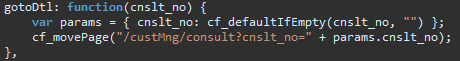 gotoDtl: function(cnslt_no) {
    var params = { cnslt_no: cf_defaultIfEmpty(cnslt_no, "") };
    cf_movePage("/custMng/consult?cnslt_no=" + params.cnslt_no);
},